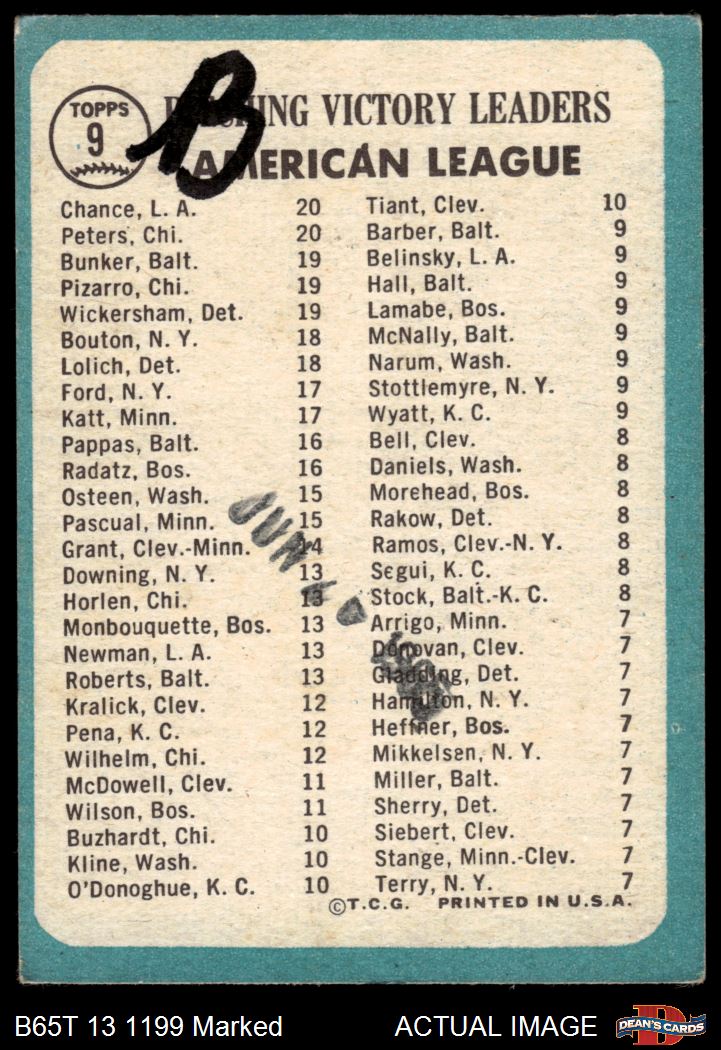 B
TOPPS
9
PITCHING VICTORY LEADERS
AMERICAN LEAGUE
Chance, L. A. 20
Peters, Chi. 20
Bunker, Balt. 19
Pizarro, Chi. 19
Wickersham, Det. 19
Bouton, N. Y. 18
Lolich, Det. 18
Ford, N. Y. 17
Katt, Minn. 17
Pappas, Balt. 16
Radatz, Bos. 16
Osteen, Wash. 15
Pascual, Minn. 15
Grant, Clev.-Minn. 14
Downing, N. Y. 13
Horlen, Chi. 13
Monbouquette, Bos. 13
Newman, L. A. 13
Roberts, Balt. 13
Kralick, Clev. 12
Pena, K. C. 12
Wilhelm, Chi. 12
McDowell, Clev. 11
Wilson, Bos. 11
Buzhardt, Chi. 10
Kline, Wash. 10
O'Donoghue, K. C. 10
Tiant, Clev. 10
Barber, Balt. 9
Belinsky, L. A. 9
Hall, Balt. 9
Lamabe, Bos. 9
McNally, Balt. 9
Narum, Wash. 9
Stottlemyre, N. Y. 9
Wyatt, K. C. 9
Bell, Clev. 8
Daniels, Wash. 8
Morehead, Bos. 8
Rakow, Det. 8
Ramos, Clev.-N. Y. 8
Segui, K. C. 8
Stock, Balt.-K. C. 8
Arrigo, Minn. 7
Donovan, Clev. 7
Gladding, Det. 7
Hamilton, N. Y. 7
Heffner, Bos. 7
Mikkelsen, N. Y. 7
Miller, Balt. 7
Sherry, Det. 7
Siebert, Clev. 7
Stange, Minn.-Clev. 7
Terry, N. Y. 7
JUN
©T.C.G. PRINTED IN U.S.A.
B65T 13 1199 Marked
ACTUAL IMAGE
D
DEAN'S CARDS